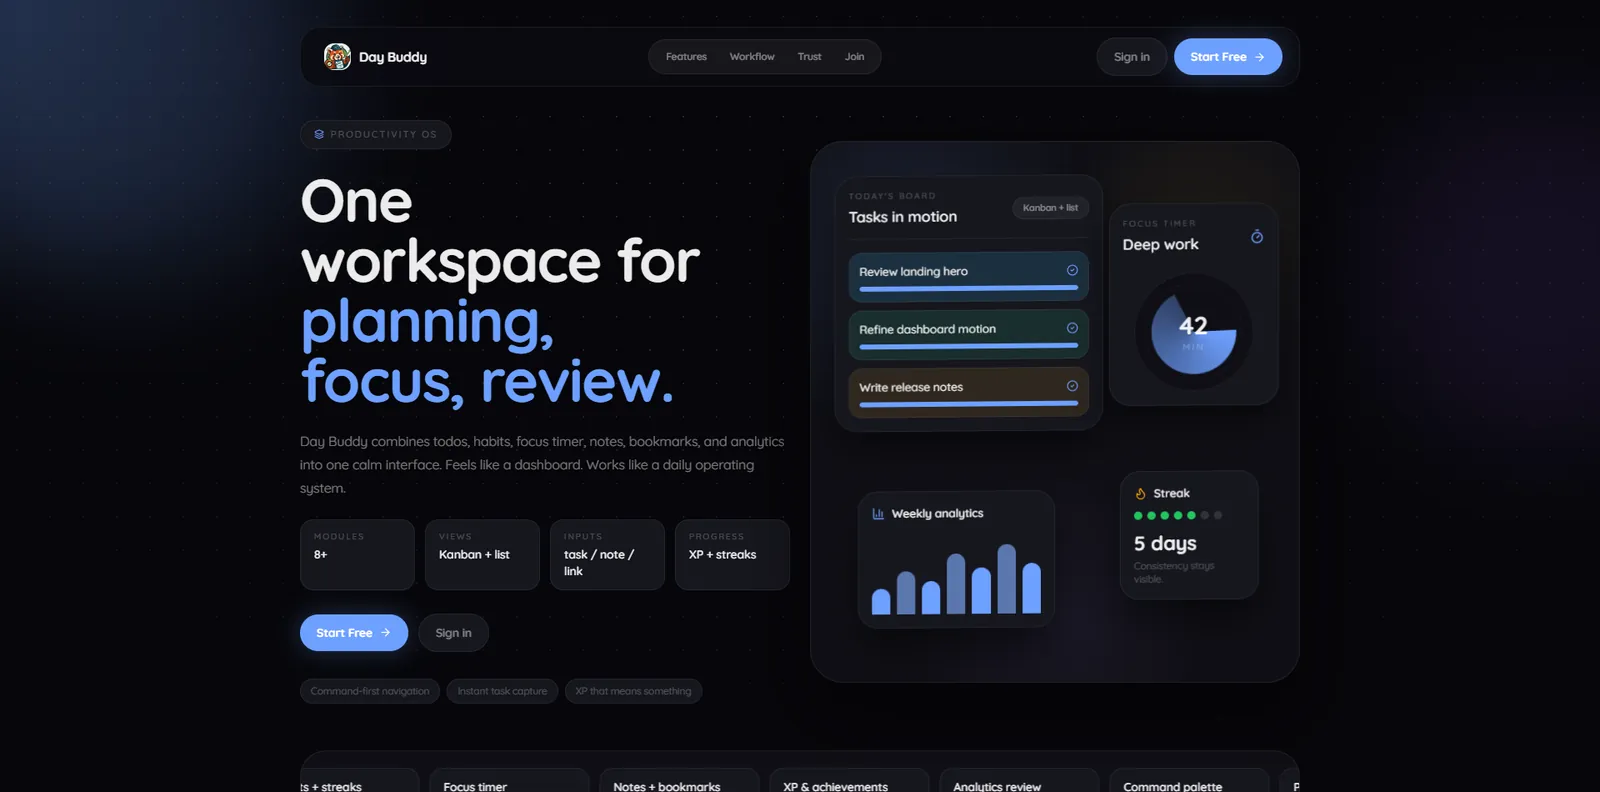 Day Buddy
Features
Workflow
Trust
Join
Sign in
Start Free
PRODUCTIVITY OS
One
workspace for
planning,
focus, review.
Day Buddy combines todos, habits, focus timer, notes, bookmarks, and analytics
into one calm interface. Feels like a dashboard. Works like a daily operating
system.
MODULES
8+
VIEWS
Kanban + list
INPUTS
task / note /
link
PROGRESS
XP + streaks
Start Free
Sign in
Command-first navigation
Instant task capture
XP that means something
TODAY'S BOARD
Tasks in motion
Kanban + list
Review landing hero
Refine dashboard motion
Write release notes
FOCUS TIMER
Deep work
42
MIN
Weekly analytics
Streak
5 days
Consistency stays
visible.
ts + streaks
Focus timer
Notes + bookmarks
XP & achievements
Analytics review
Command palette